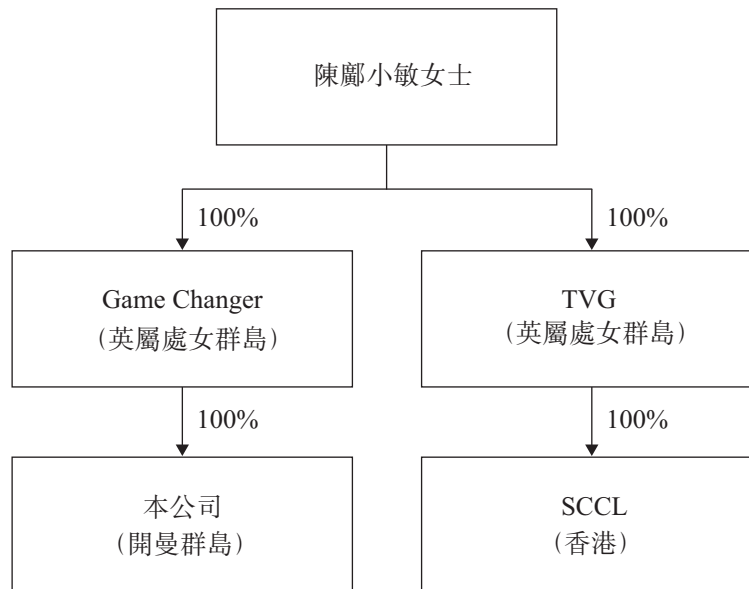 陳鄺小敏女士
100%
100%
Game Changer
(英屬處女群島)
TVG
(英屬處女群島)
100%
100%
本公司
(開曼群島)
SCCL
(香港)